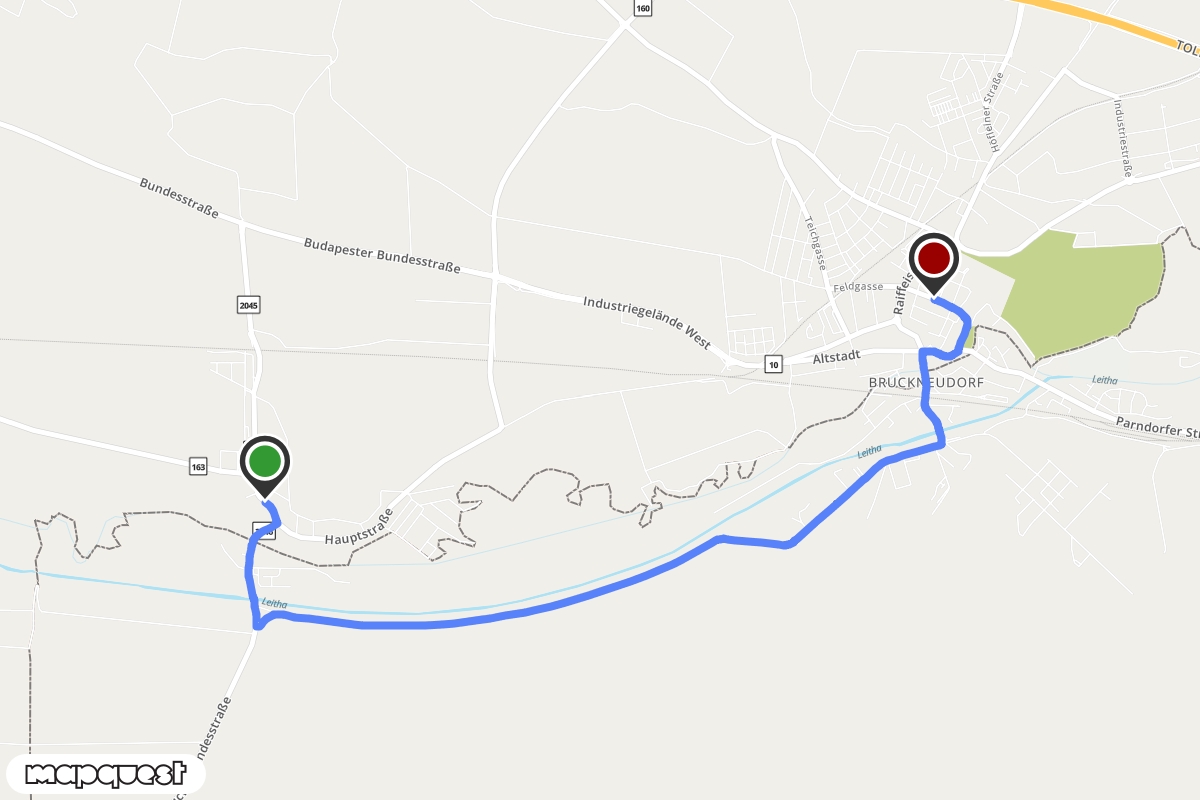 160
TOLL
Höfleiner Straße
Industriestraße
Bundesstraße
Budapester Bundesstraße
Teichgasse
Feldgasse
Raiffeis
2045
Industriegelände West
10
Altstadt
BRUCKNEUDORF
Leitha
Parndorfer Str
163
Leitha
Hauptstraße
Leitha
ndesstraße
mapquest